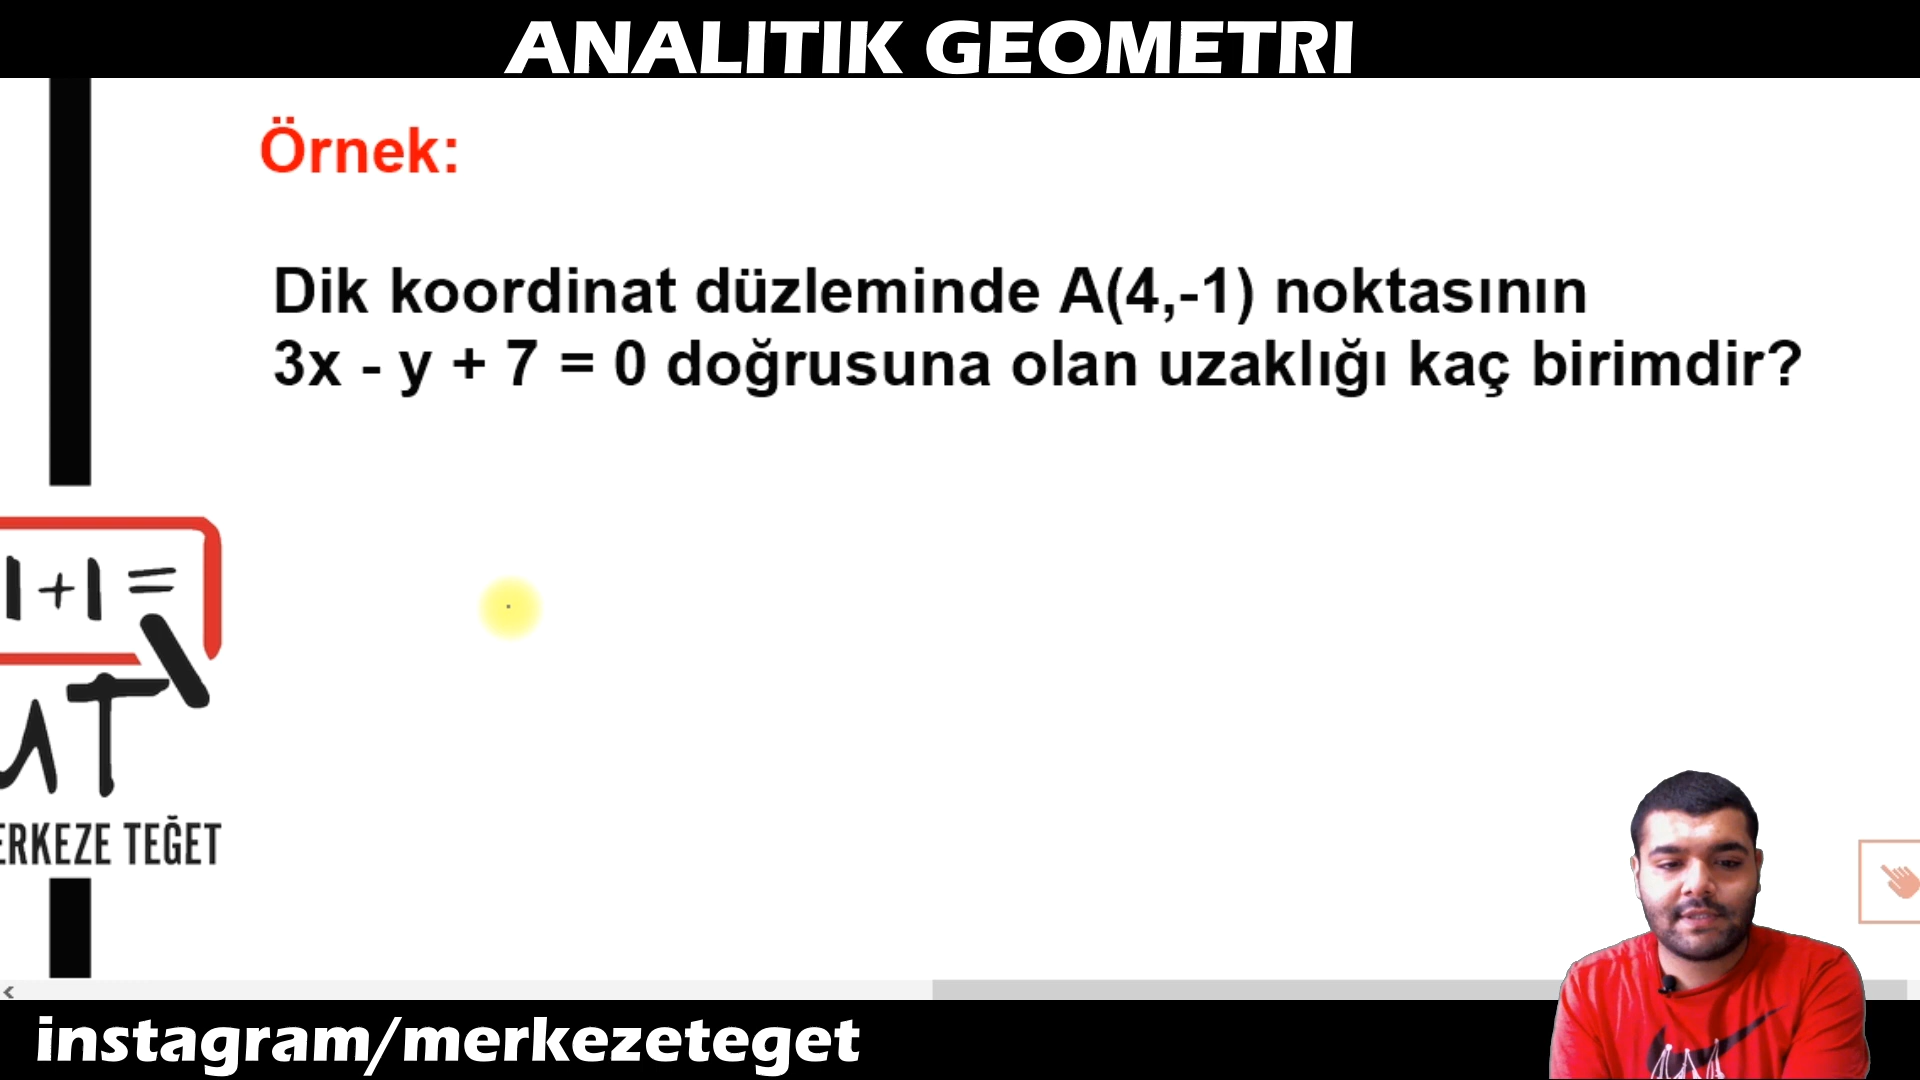 ANALITIK GEOMETRI
Örnek:
Dik koordinat düzleminde A(4,-1) noktasının
3x - y + 7 = 0 doğrusuna olan uzaklığı kaç birimdir?
1+1=
MT
ERKEZE TEĞET
instagram/merkezeteget